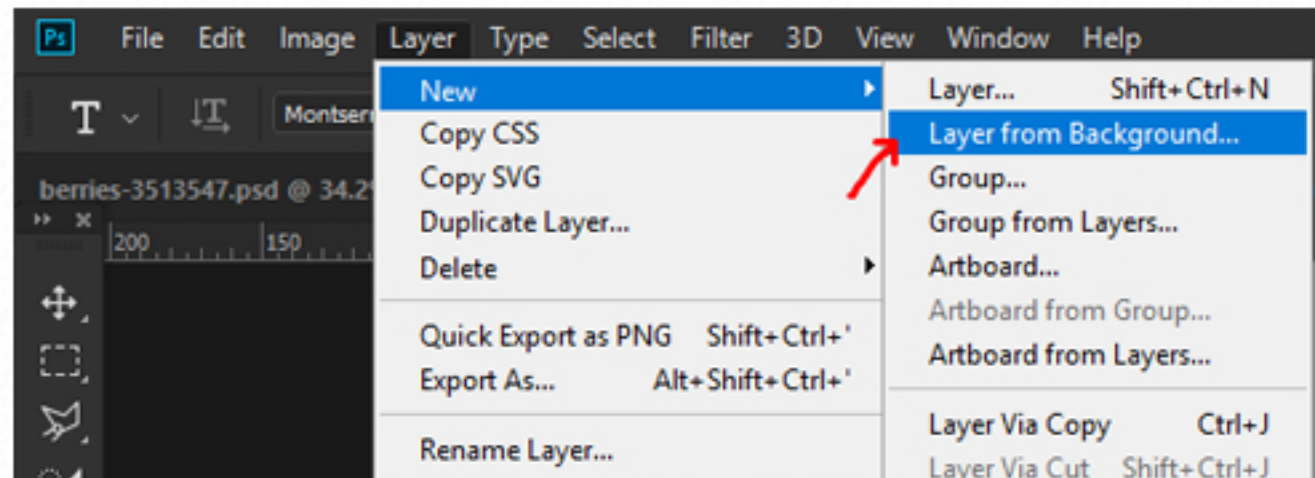 Ps File Edit Image Layer Type Select Filter 3D View Window Help
T T Montserr
berries-3513547.psd @ 34.2%
200 150
New
Copy CSS
Copy SVG
Duplicate Layer...
Delete
Quick Export as PNG Shift+Ctrl+'
Export As... Alt+Shift+Ctrl+'
Rename Layer...
Layer... Shift+Ctrl+N
Layer from Background...
Group...
Group from Layers...
Artboard...
Artboard from Group...
Artboard from Layers...
Layer Via Copy Ctrl+J
Layer Via Cut Shift+Ctrl+J